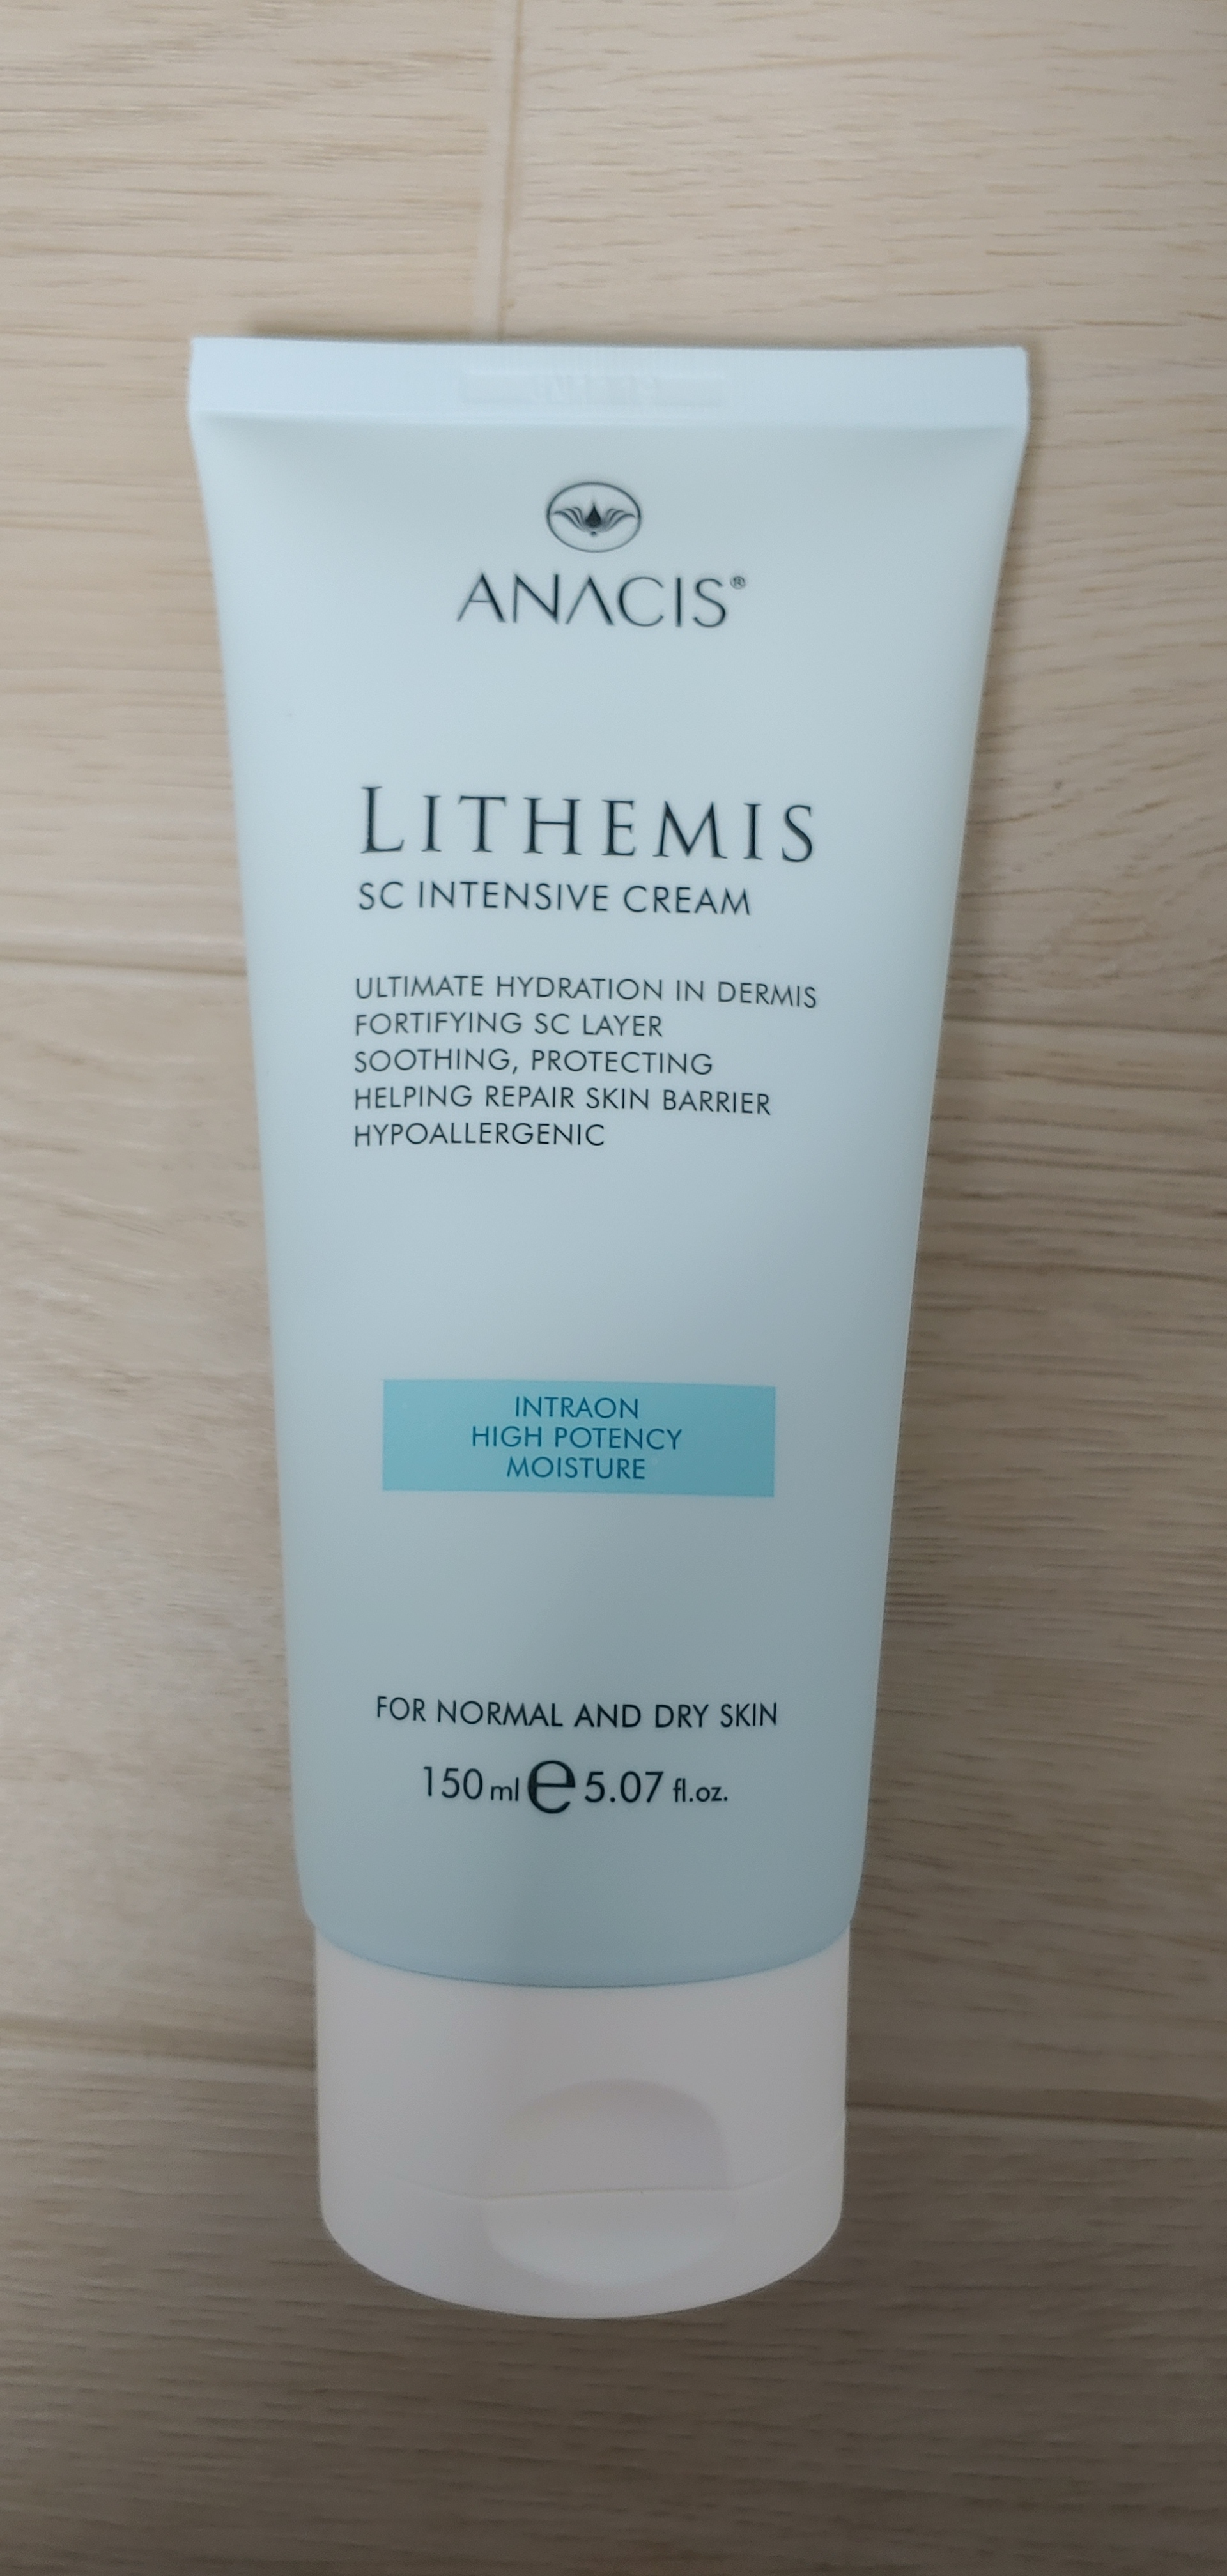 ANACIS®
LITHEMIS
SC INTENSIVE CREAM
ULTIMATE HYDRATION IN DERMIS
FORTIFYING SC LAYER
SOOTHING, PROTECTING
HELPING REPAIR SKIN BARRIER
HYPOALLERGENIC
INTRAON
HIGH POTENCY
MOISTURE
FOR NORMAL AND DRY SKIN
150 ml e 5.07 fl.oz.